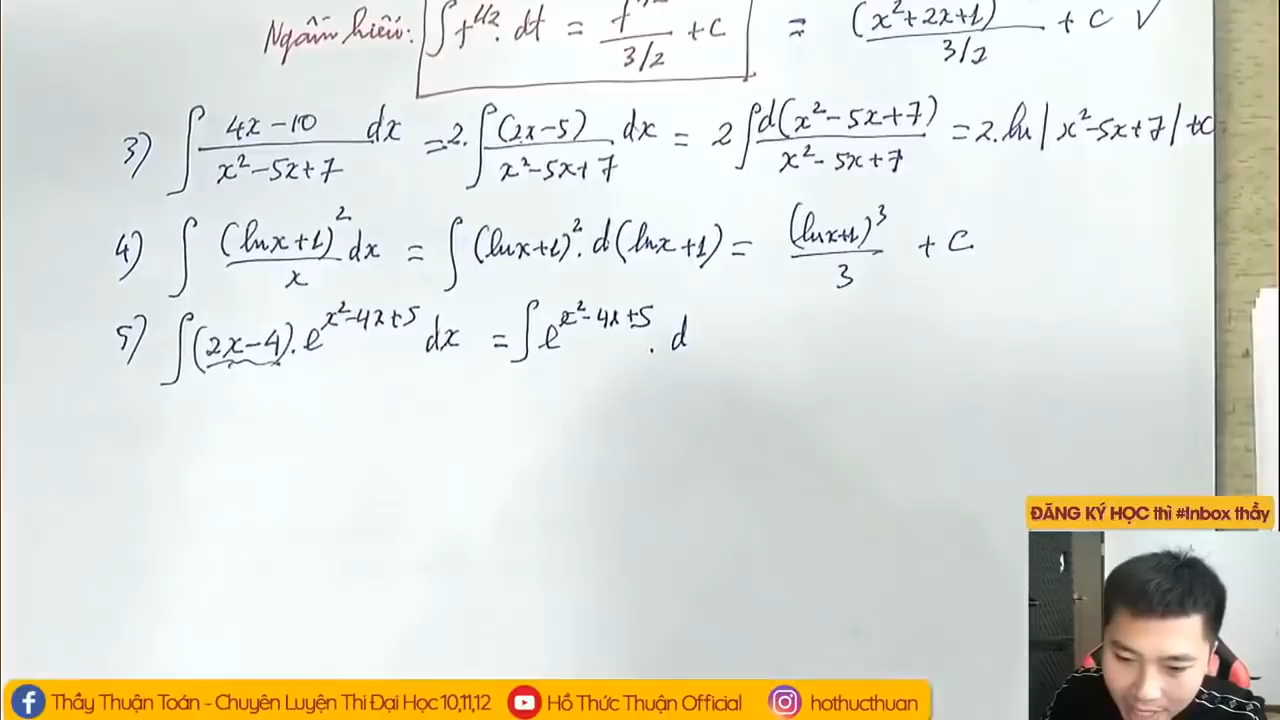 Ngầm hiểu: ∫ t^{1/2}. dt = t/(3/2) + C = (x²+2x+1)/(3/2) + C √
3) ∫ (4x-10)/(x²-5x+7) dx = 2. ∫ (2x-5)/(x²-5x+7) dx = 2 ∫ d(x²-5x+7)/(x²-5x+7) = 2.ln|x²-5x+7| +C
4) ∫ (lnx+1)²/x dx = ∫ (lnx+1)². d(lnx+1) = (lnx+1)³/3 + C
5) ∫ (2x-4). e^{x²-4x+5} dx = ∫ e^{x²-4x+5} . d
ĐĂNG KÝ HỌC thì #Inbox thầy
Thầy Thuận Toán - Chuyên Luyện Thi Đại Học 10,11,12 Hồ Thức Thuận Official hothucthuan